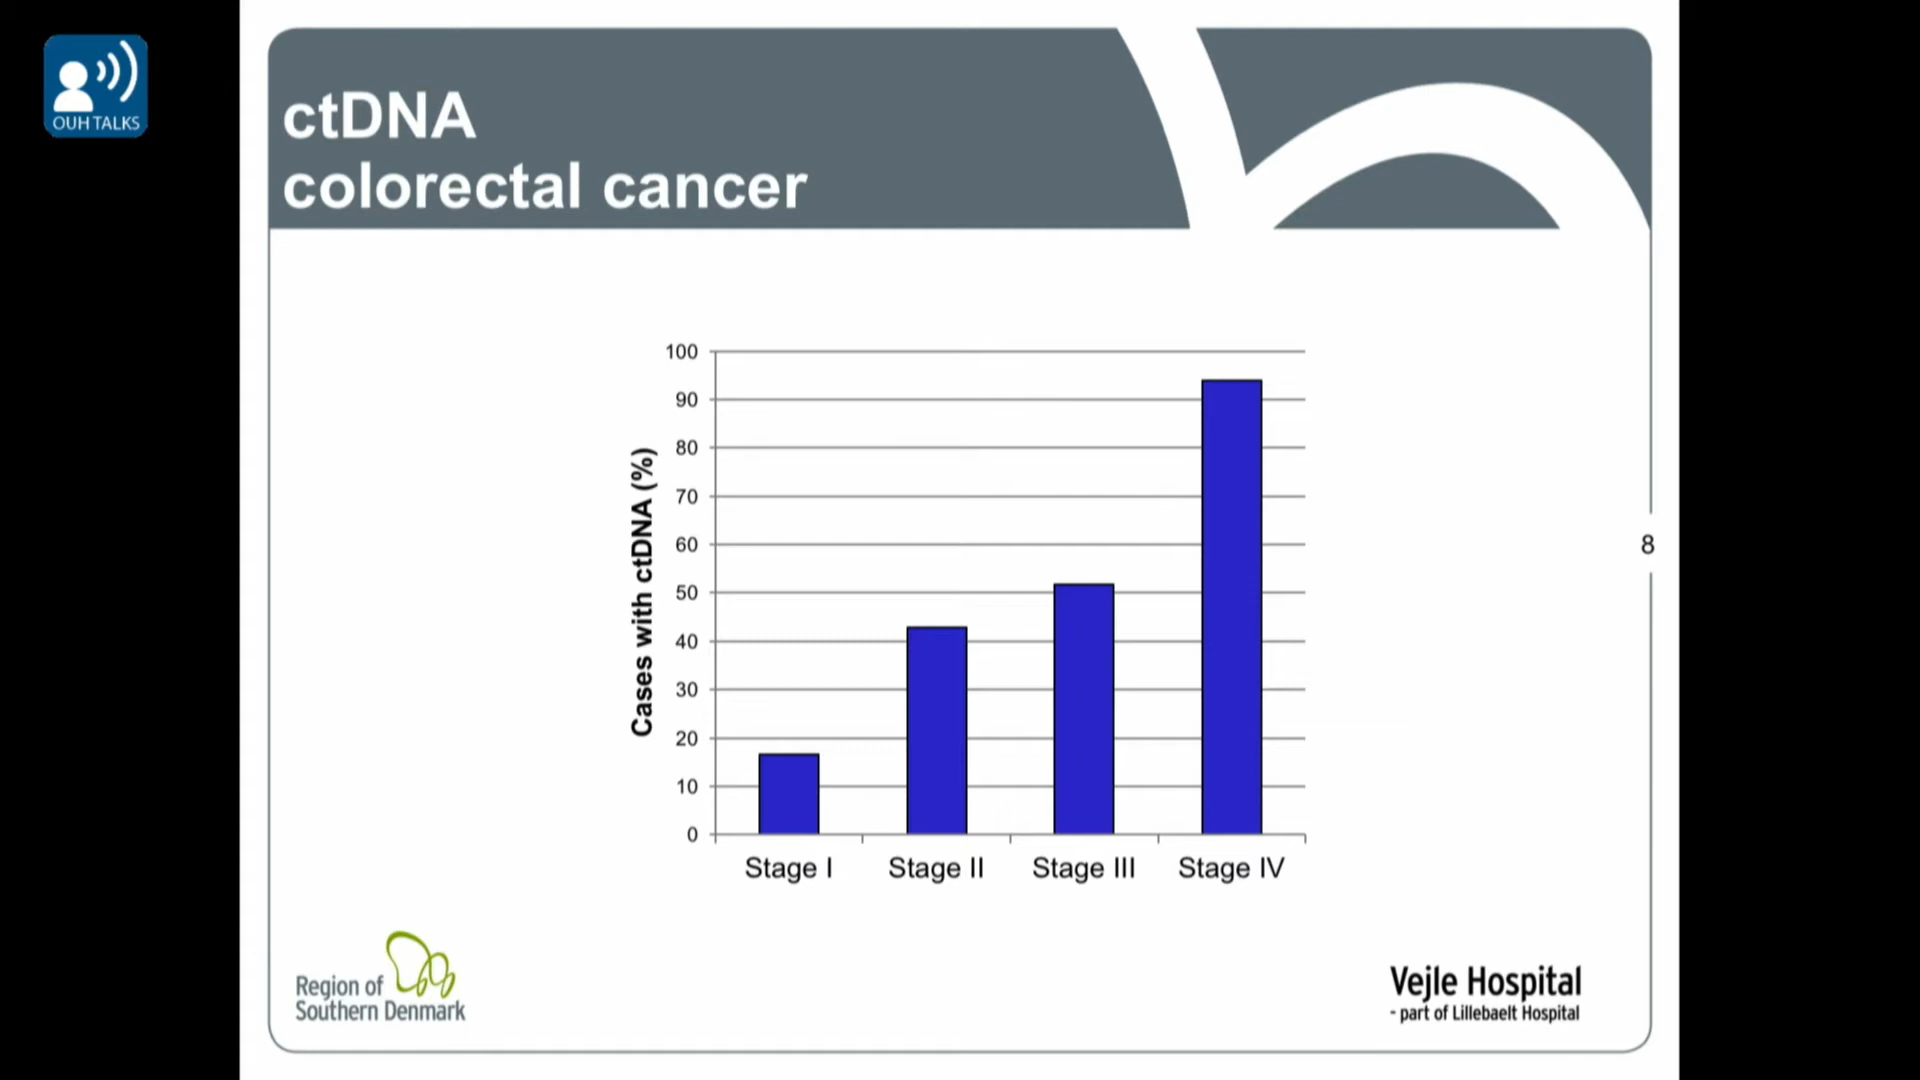 OUH TALKS
ctDNA
colorectal cancer
Cases with ctDNA (%)
100
90
80
70
60
50
40
30
20
10
0
Stage I
Stage II
Stage III
Stage IV
8
Region of
Southern Denmark
Vejle Hospital
- part of Lillebaelt Hospital